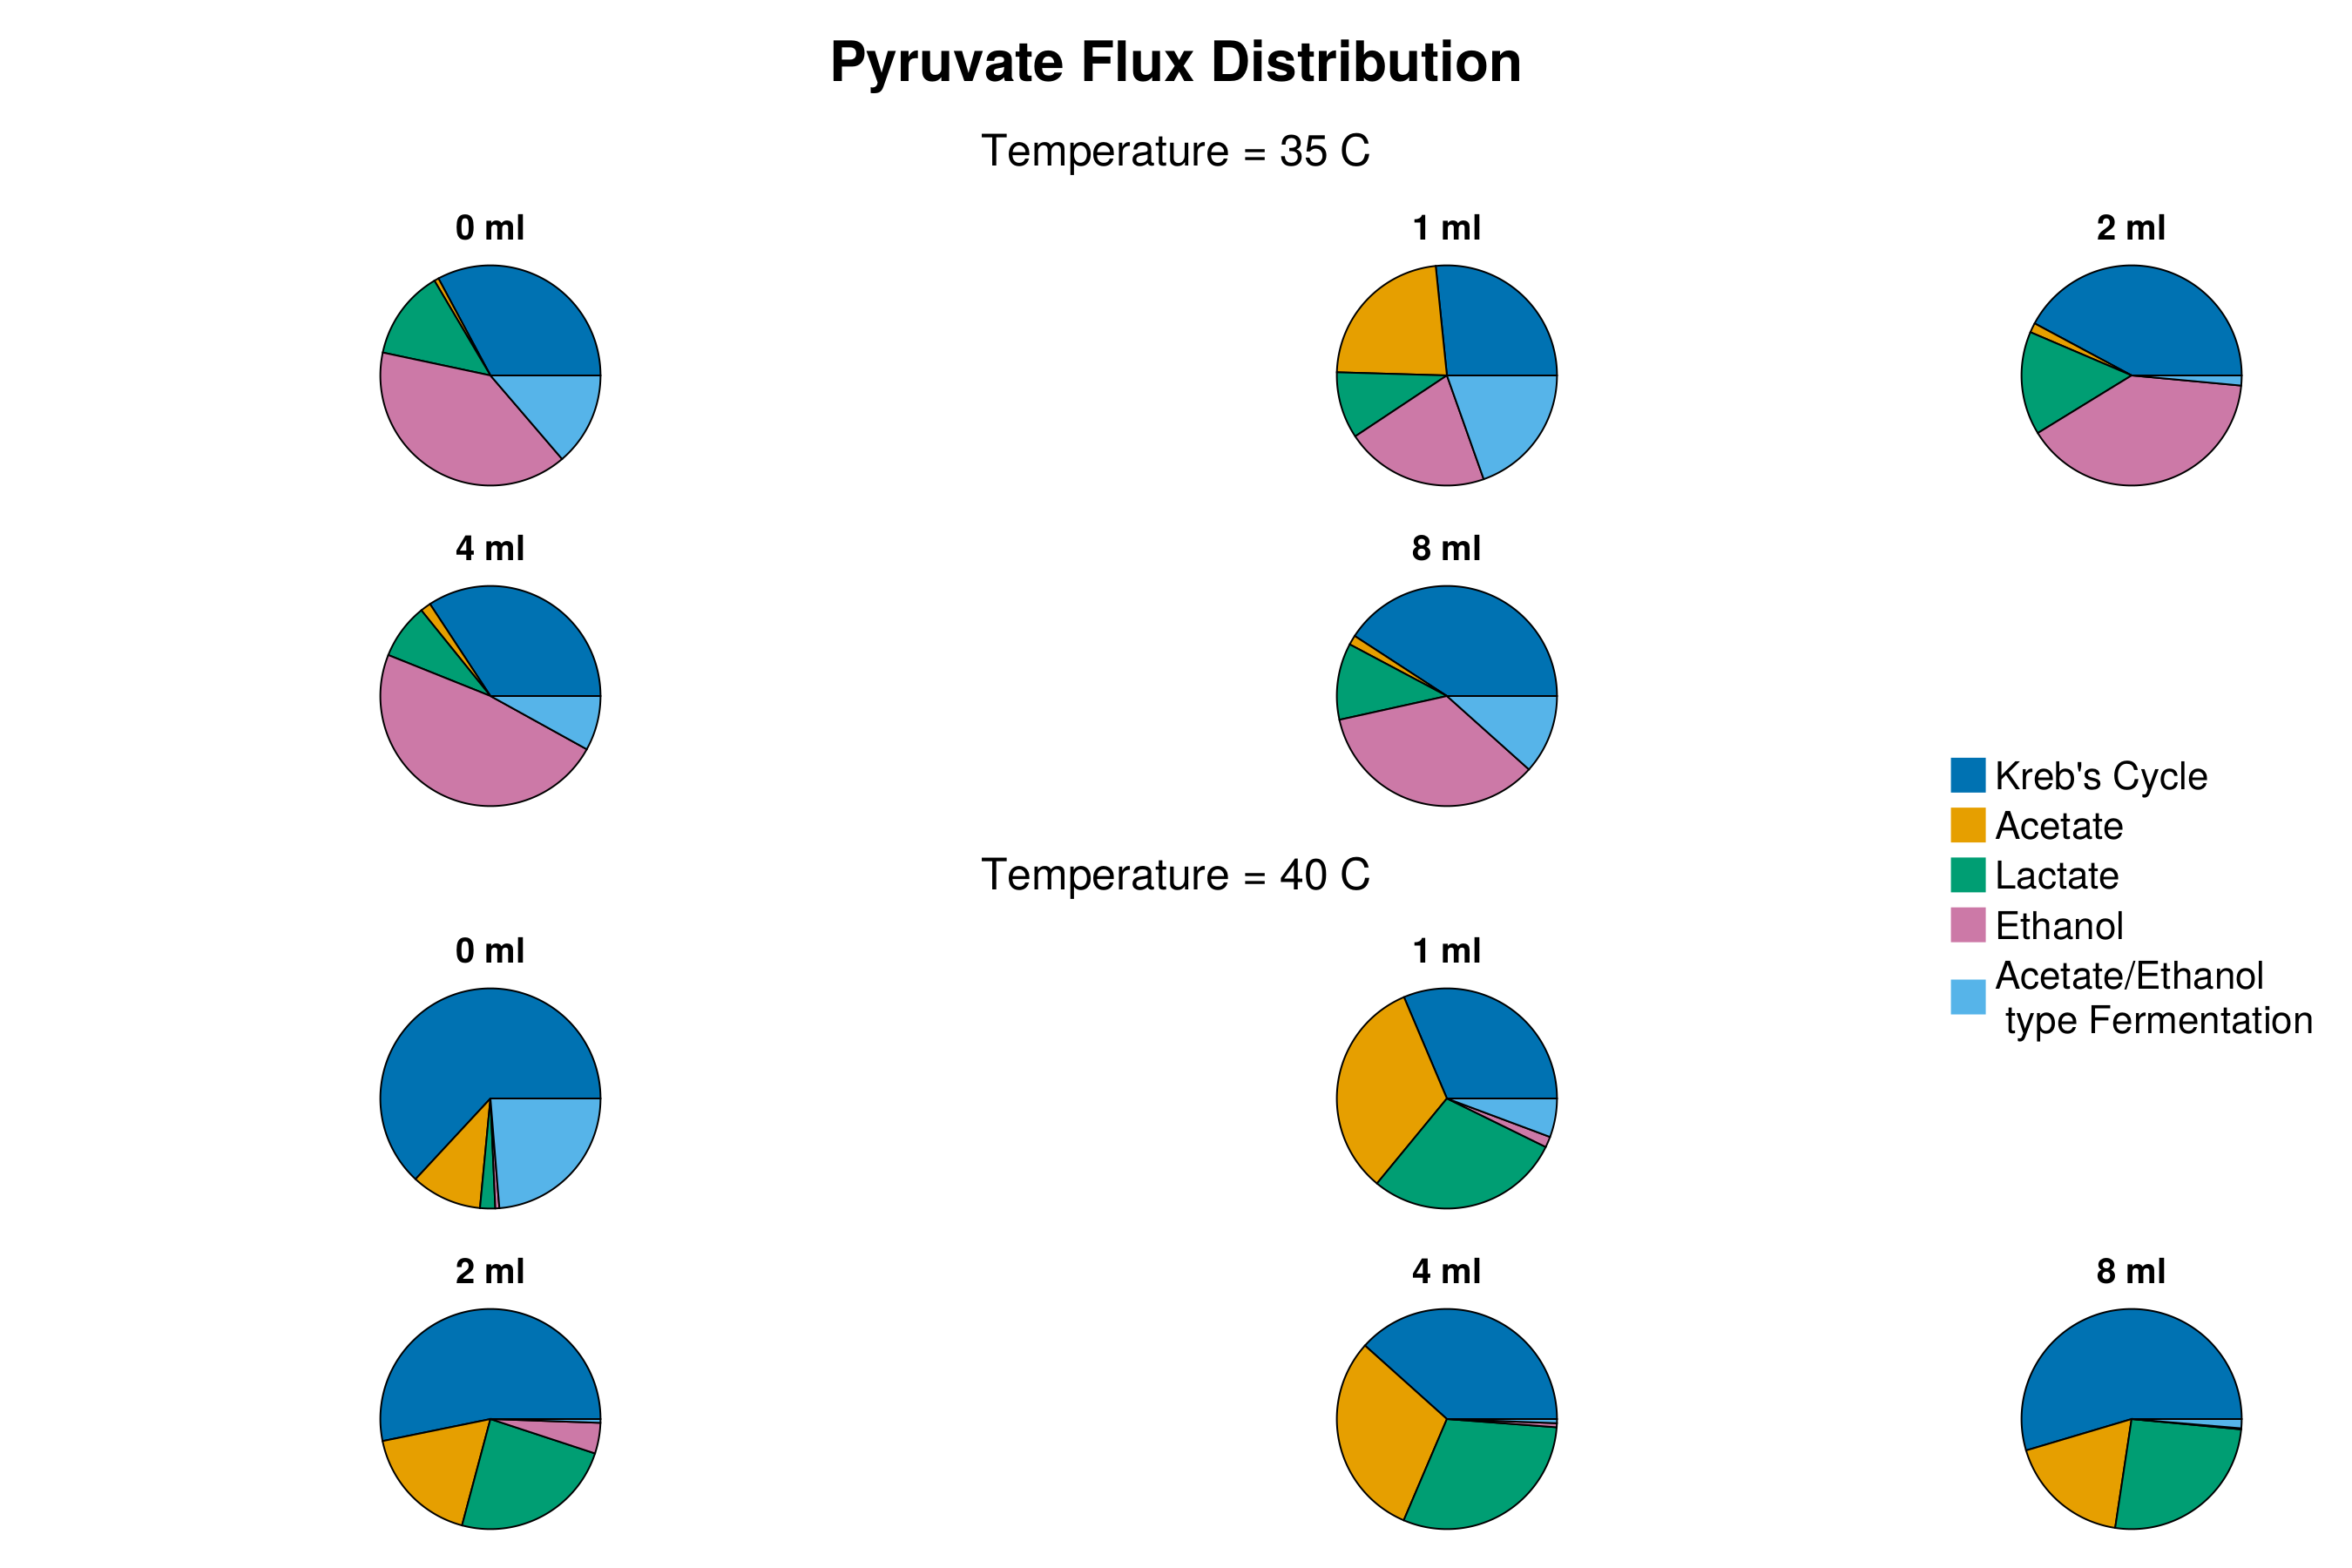 Pyruvate Flux Distribution
Temperature = 35 C
0 ml
1 ml
2 ml
4 ml
8 ml
Kreb's Cycle
Acetate
Lactate
Ethanol
Acetate/Ethanol
type Fermentation
Temperature = 40 C
0 ml
1 ml
2 ml
4 ml
8 ml